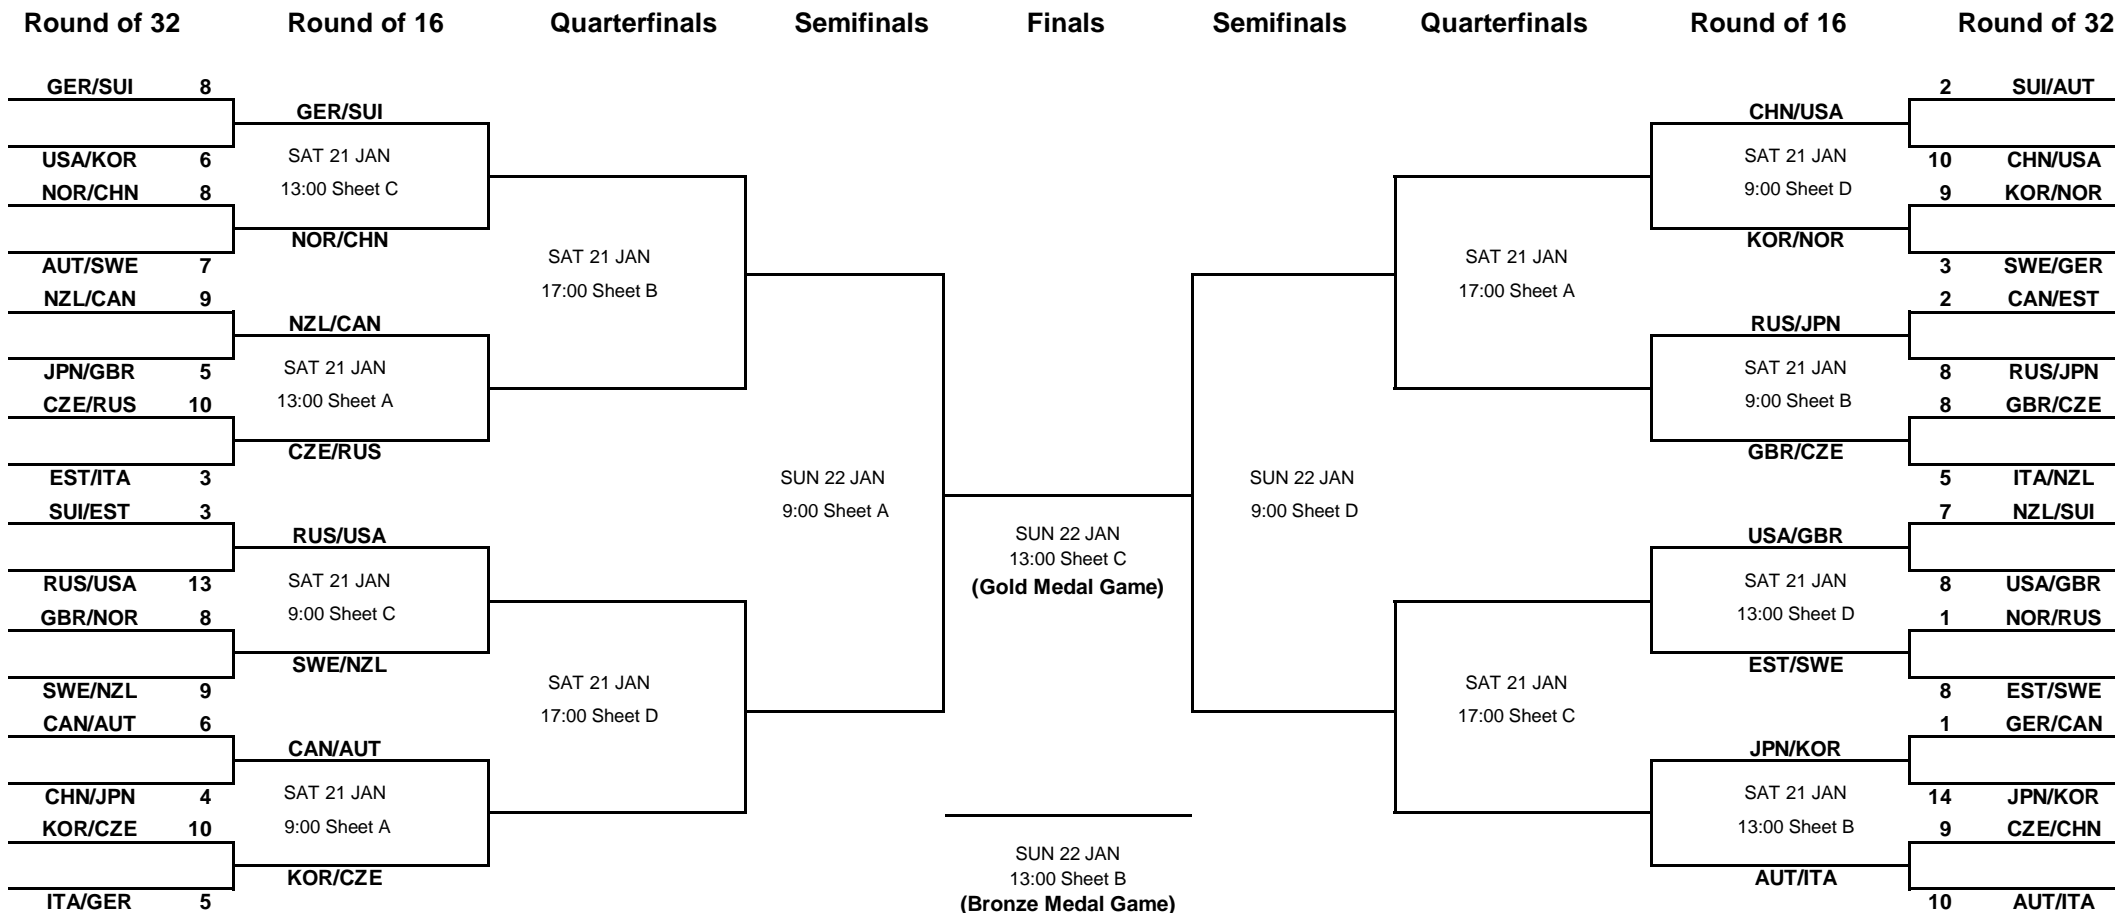 Round of 32 Round of 16 Quarterfinals Semifinals Finals Semifinals Quarterfinals Round of 16 Round of 32
GER/SUI 8 2 SUI/AUT
GER/SUI CHN/USA
USA/KOR 6 SAT 21 JAN SAT 21 JAN 10 CHN/USA
NOR/CHN 8 13:00 Sheet C 9:00 Sheet D 9 KOR/NOR
NOR/CHN KOR/NOR
SAT 21 JAN SAT 21 JAN
AUT/SWE 7 3 SWE/GER
17:00 Sheet B 17:00 Sheet A
NZL/CAN 9 2 CAN/EST
NZL/CAN RUS/JPN
JPN/GBR 5 SAT 21 JAN SAT 21 JAN 8 RUS/JPN
CZE/RUS 10 13:00 Sheet A 9:00 Sheet B 8 GBR/CZE
CZE/RUS GBR/CZE
EST/ITA 3 SUN 22 JAN SUN 22 JAN 5 ITA/NZL
SUI/EST 3 9:00 Sheet A 9:00 Sheet D 7 NZL/SUI
RUS/USA SUN 22 JAN USA/GBR
13:00 Sheet C
RUS/USA 13 SAT 21 JAN (Gold Medal Game) SAT 21 JAN 8 USA/GBR
GBR/NOR 8 9:00 Sheet C 13:00 Sheet D 1 NOR/RUS
SWE/NZL EST/SWE
SWE/NZL 9 SAT 21 JAN SAT 21 JAN 8 EST/SWE
CAN/AUT 6 17:00 Sheet D 17:00 Sheet C 1 GER/CAN
CAN/AUT JPN/KOR
CHN/JPN 4 SAT 21 JAN SAT 21 JAN 14 JPN/KOR
KOR/CZE 10 9:00 Sheet A 13:00 Sheet B 9 CZE/CHN
SUN 22 JAN
KOR/CZE 13:00 Sheet B AUT/ITA
ITA/GER 5 (Bronze Medal Game) 10 AUT/ITA